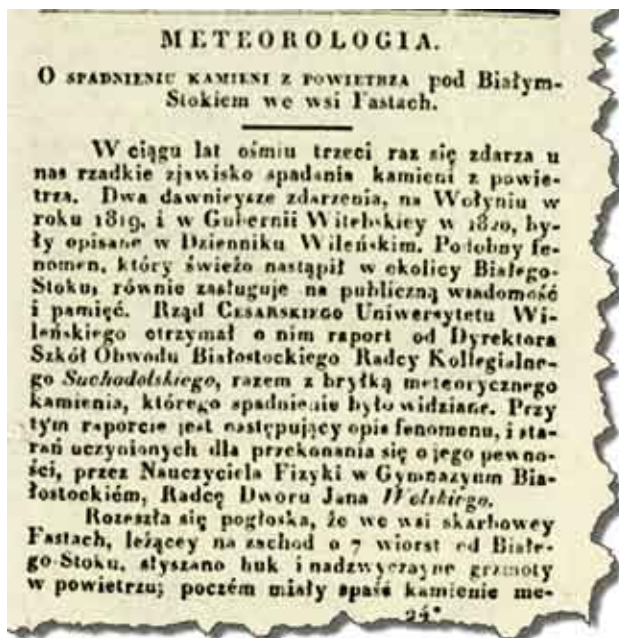 METEOROLOGIA.
O SPADNIENIU KAMIENI Z POWIETRZA pod Białym-
Stokiem we wsi Fastach.
W ciągu lat ośmiu trzeci raz się zdarza u
nas rzadkie zjawisko spadania kamieni z powie-
trza. Dwa dawnieysze zdarzenia, na Wołyniu w
roku 1819, i w Gubernii Witebskiey w 1820, by-
ły opisane w Dzienniku Wileńskim. Podobny fe-
nomen, który świeżo nastąpił w okolicy Białego-
Stoku, równie zasługuje na publiczną wiadomość
i pamięć. Rząd CESARSKIEGO Uniwersytetu Wi-
leńskiego otrzymał o nim raport od Dyrektora
Szkół Obwodu Białostockiego Radcy Kollegialne-
go Suchodolskiego, razem z bryłką meteorycznego
kamienia, którego spadnienie było widziane. Przy
tym raporcie jest następujący opis fenomenu, i sta-
rań uczynionych dla przekonania się o jego pewno-
ści, przez Nauczyciela Fizyki w Gymnazyum Bia-
łostockiém, Radcę Dworu Jana Wolskiego.
Rozeszła się pogłoska, że we wsi skarbowey
Fastach, leżącey na zachod o 7 wiorst od Białe-
go-Stoku, słyszano huk i nadzwyczayne grzmoty
w powietrzu; poczém miały spaść kamienie me-
24*